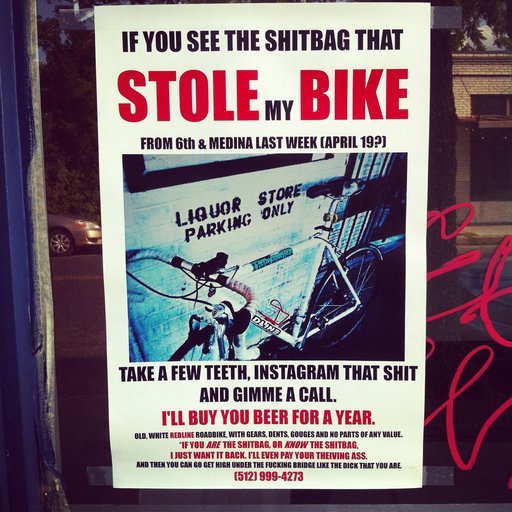 IF YOU SEE THE SHITBAG THAT
STOLE MY BIKE
FROM 6th & MEDINA LAST WEEK (APRIL 19?)
LIQUOR STORE
PARKING ONLY
TAKE A FEW TEETH, INSTAGRAM THAT SHIT
AND GIMME A CALL.
I'LL BUY YOU BEER FOR A YEAR.
OLD, WHITE REDLINE ROADBIKE, WITH GEARS, DENTS, GOUGES AND NO PARTS OF ANY VALUE.
*IF YOU ARE THE SHITBAG, OR KNOW THE SHITBAG,
I JUST WANT IT BACK. I'LL EVEN PAY YOUR THEIVING ASS.
AND THEN YOU CAN GO GET HIGH UNDER THE FUCKING BRIDGE LIKE THE DICK THAT YOU ARE.
(512) 999-4273